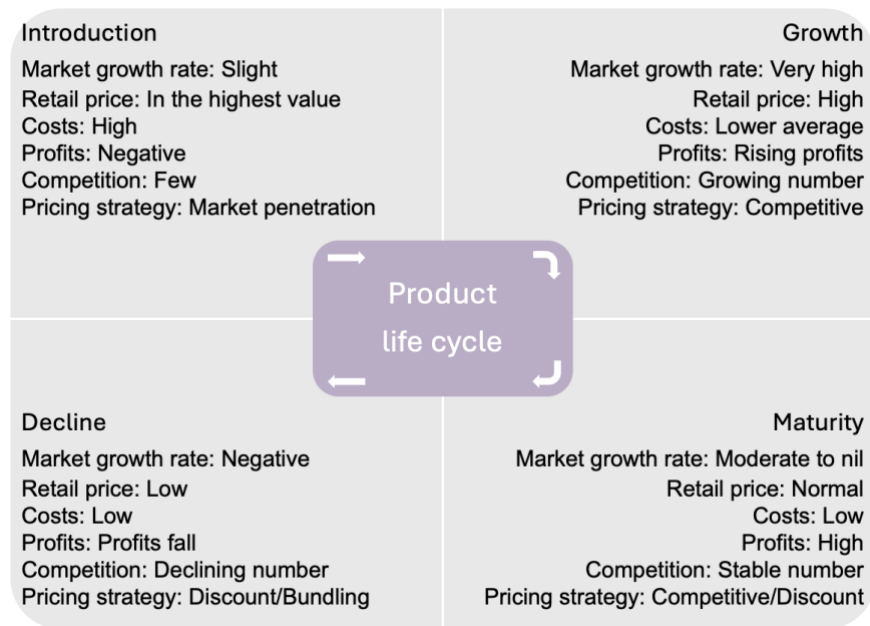 Introduction
Market growth rate: Slight
Retail price: In the highest value
Costs: High
Profits: Negative
Competition: Few
Pricing strategy: Market penetration
Growth
Market growth rate: Very high
Retail price: High
Costs: Lower average
Profits: Rising profits
Competition: Growing number
Pricing strategy: Competitive
Product
life cycle
Decline
Market growth rate: Negative
Retail price: Low
Costs: Low
Profits: Profits fall
Competition: Declining number
Pricing strategy: Discount/Bundling
Maturity
Market growth rate: Moderate to nil
Retail price: Normal
Costs: Low
Profits: High
Competition: Stable number
Pricing strategy: Competitive/Discount